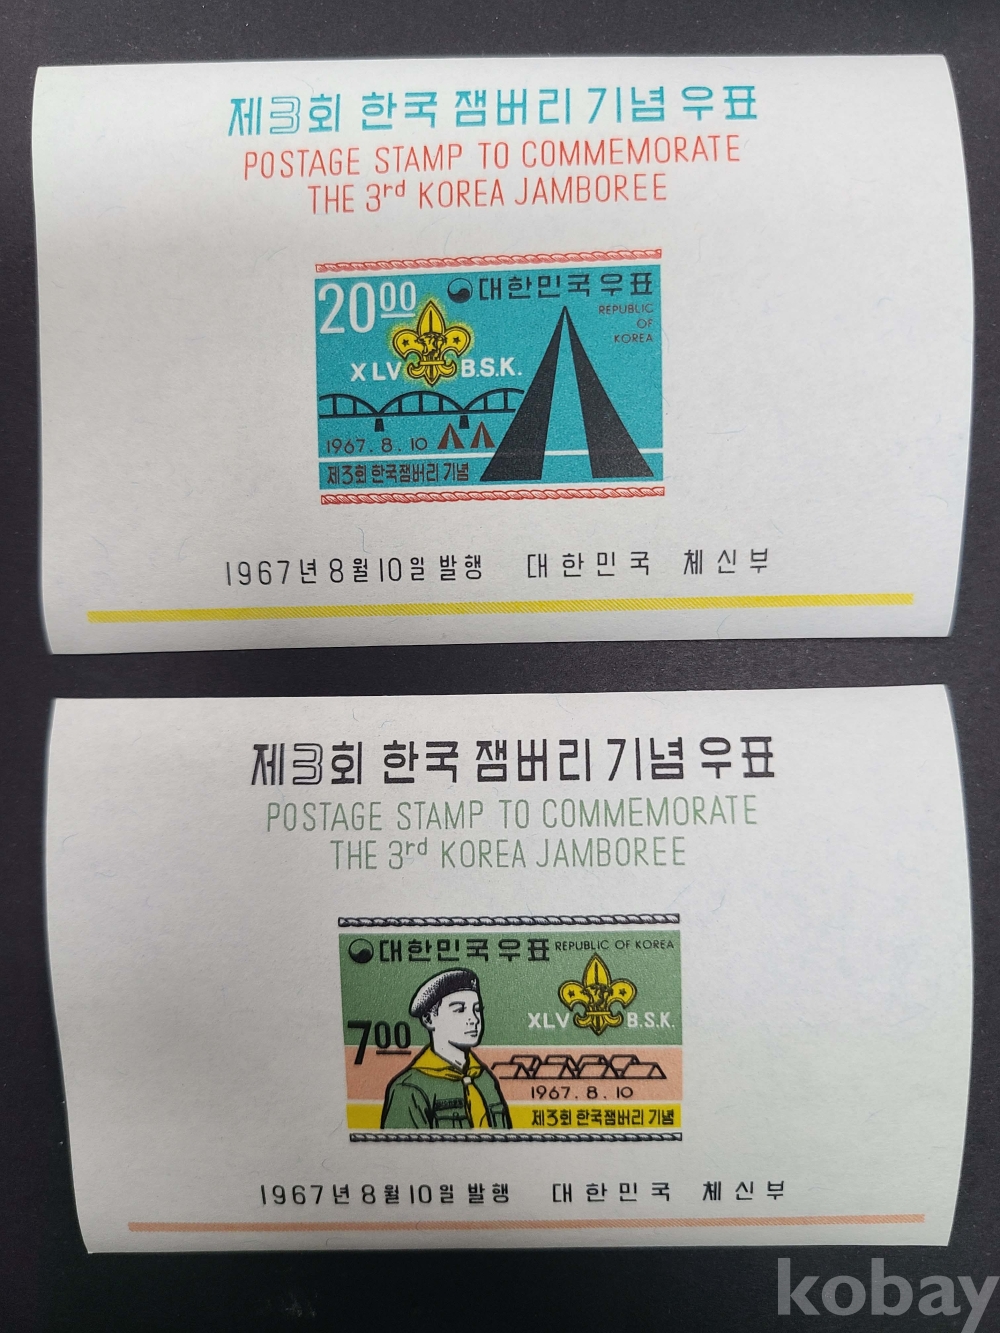 제3회 한국 잼버리 기념 우표
POSTAGE STAMP TO COMMEMORATE
THE 3rd KOREA JAMBOREE
2000 대한민국우표
REPUBLIC
OF
KOREA
XLV B.S.K.
1967.8.10
제3회 한국잼버리 기념
1967년 8월 10일 발행 대한민국 체신부
제3회 한국 잼버리 기념 우표
POSTAGE STAMP TO COMMEMORATE
THE 3rd KOREA JAMBOREE
대한민국우표 REPUBLIC OF KOREA
XLV B.S.K.
700
1967.8.10
제3회 한국잼버리 기념
1967년 8월 10일 발행 대한민국 체신부
kobay